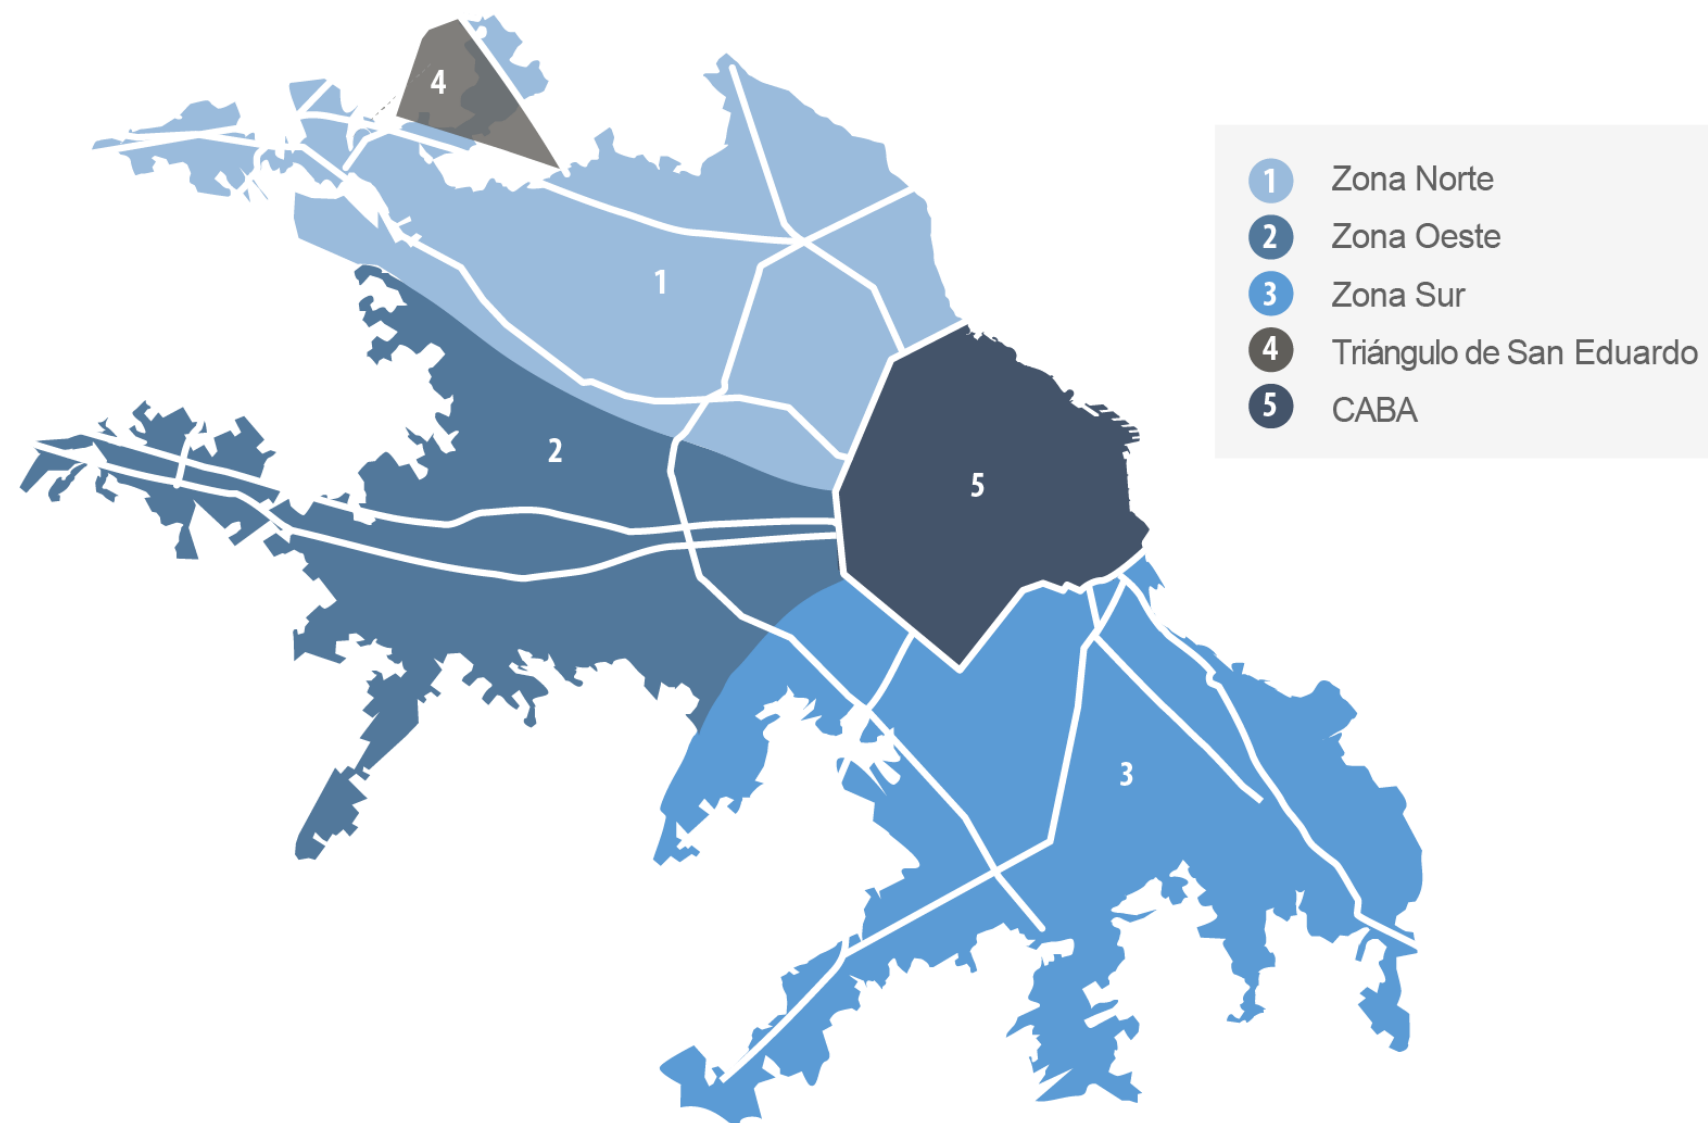 4
1
2
5
3
1 Zona Norte
2 Zona Oeste
3 Zona Sur
4 Triángulo de San Eduardo
5 CABA